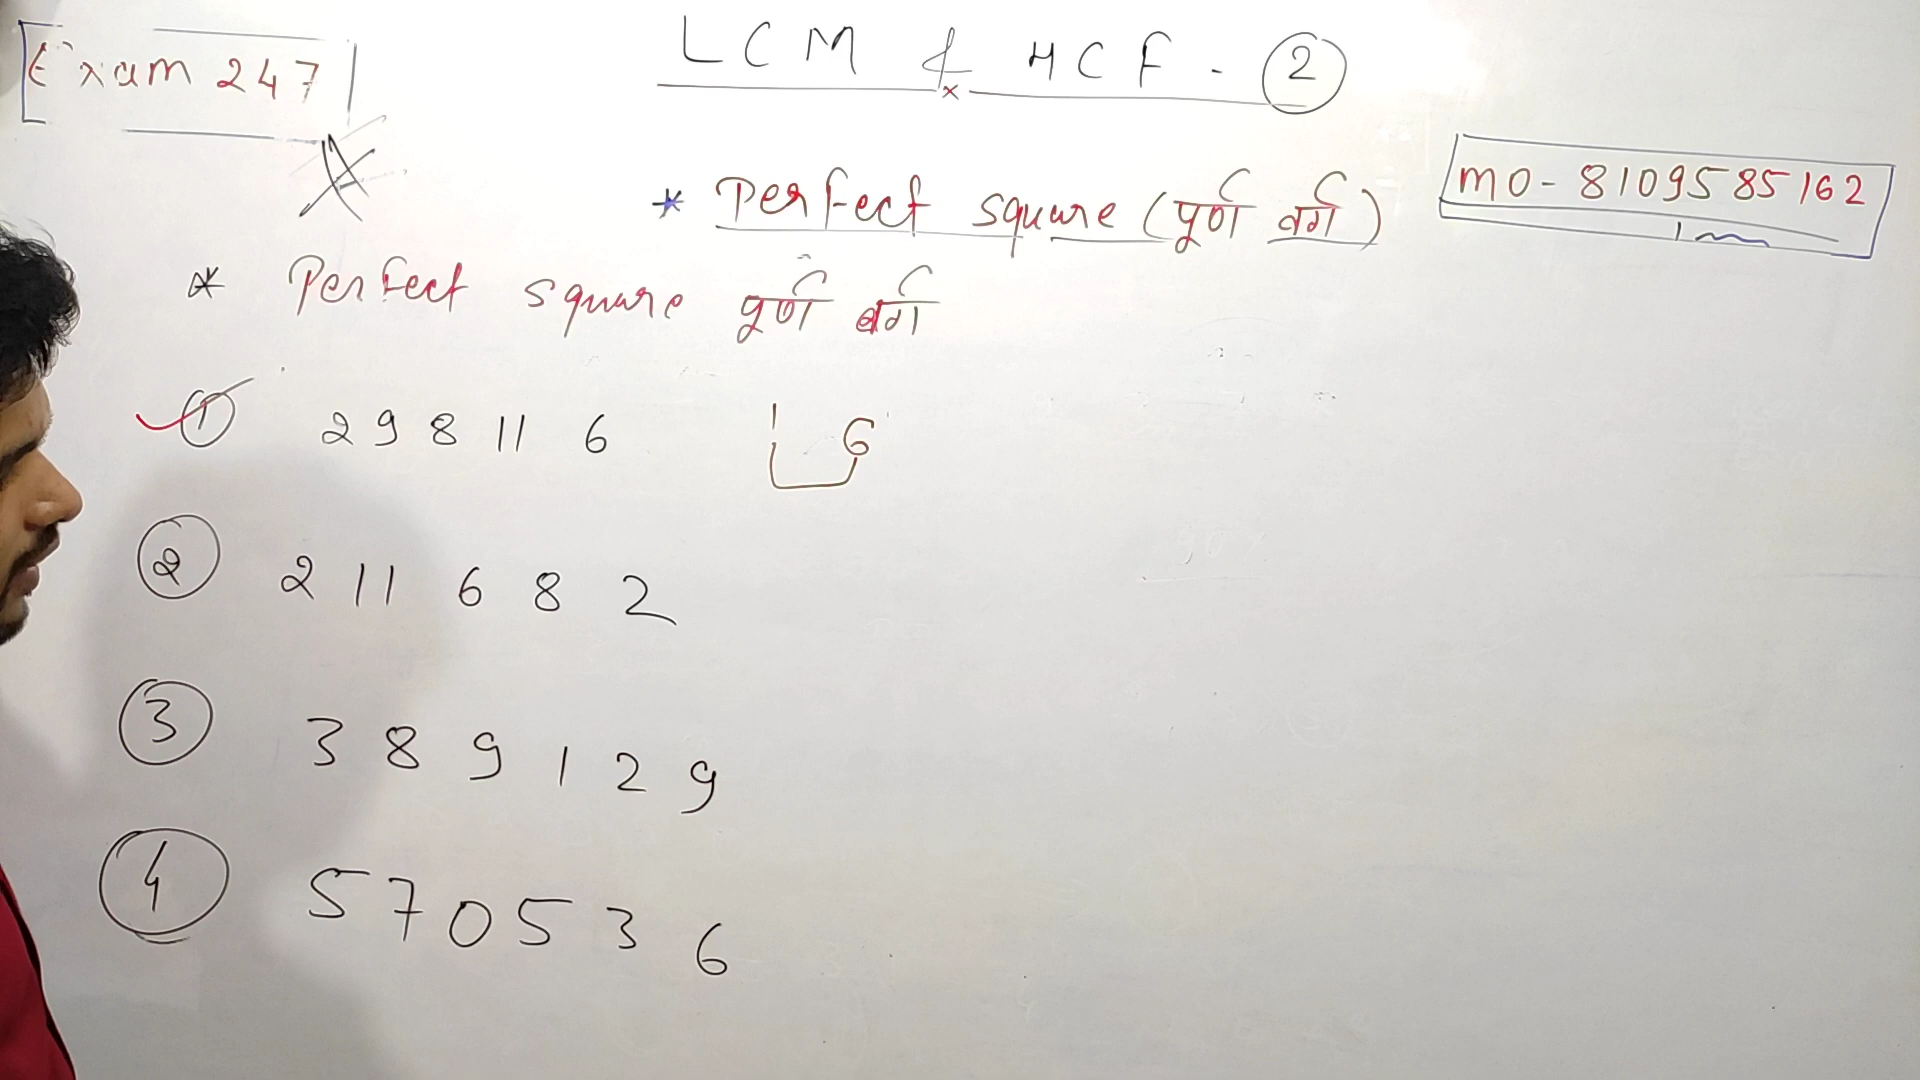 Exam 247
LCM & HCF - 2
MO - 8109585162
* Perfect square (पूर्ण वर्ग)
* Perfect square पूर्ण वर्ग
1 298116 1 6
2 211682
3 389129
4 570536